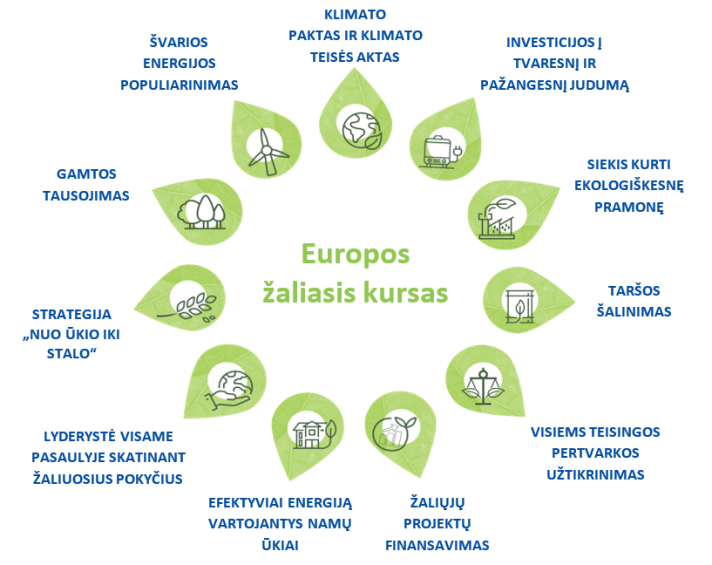 KLIMATO
PAKTAS IR KLIMATO
TEISĖS AKTAS
INVESTICIJOS Į
TVARESNĮ IR
PAŽANGESNĮ JUDUMĄ
SIEKIS KURTI
EKOLOGIŠKESNĘ
PRAMONĘ
TARŠOS
ŠALINIMAS
VISIEMS TEISINGOS
PERTVARKOS
UŽTIKRINIMAS
ŽALIŲJŲ
PROJEKTŲ
FINANSAVIMAS
EFEKTYVIAI ENERGIJĄ
VARTOJANTYS NAMŲ
ŪKIAI
LYDERYSTĖ VISAME
PASAULYJE SKATINANT
ŽALIUOSIUS POKYČIUS
STRATEGIJA
„NUO ŪKIO IKI
STALO“
GAMTOS
TAUSOJIMAS
ŠVARIOS
ENERGIJOS
POPULIARINIMAS
Europos
žaliasis kursas